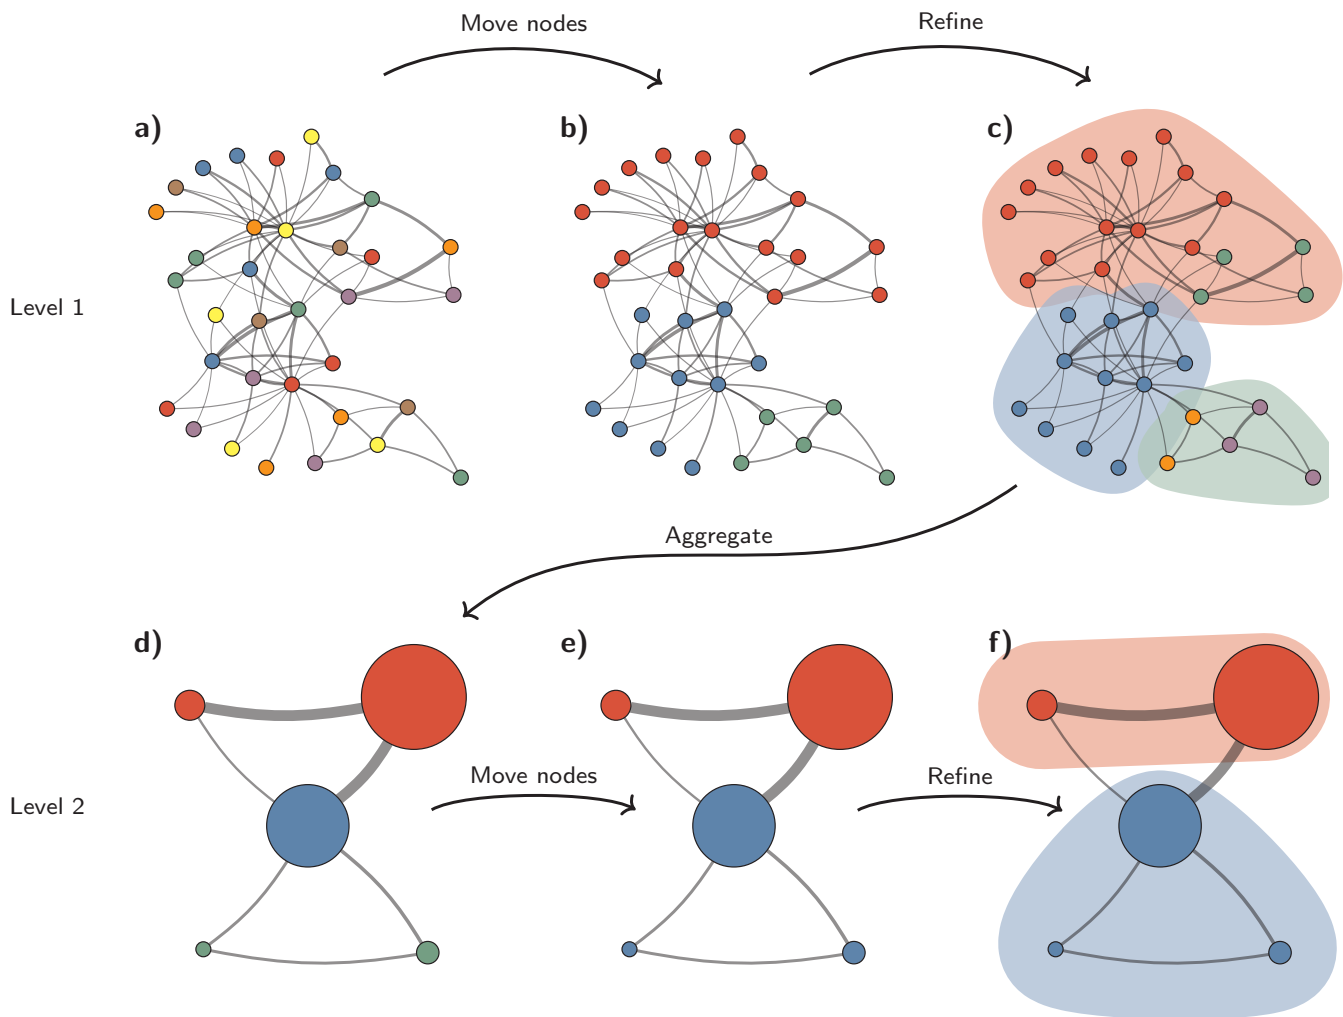 Move nodes
Refine
a)
b)
c)
Level 1
Aggregate
d)
e)
f)
Move nodes
Refine
Level 2